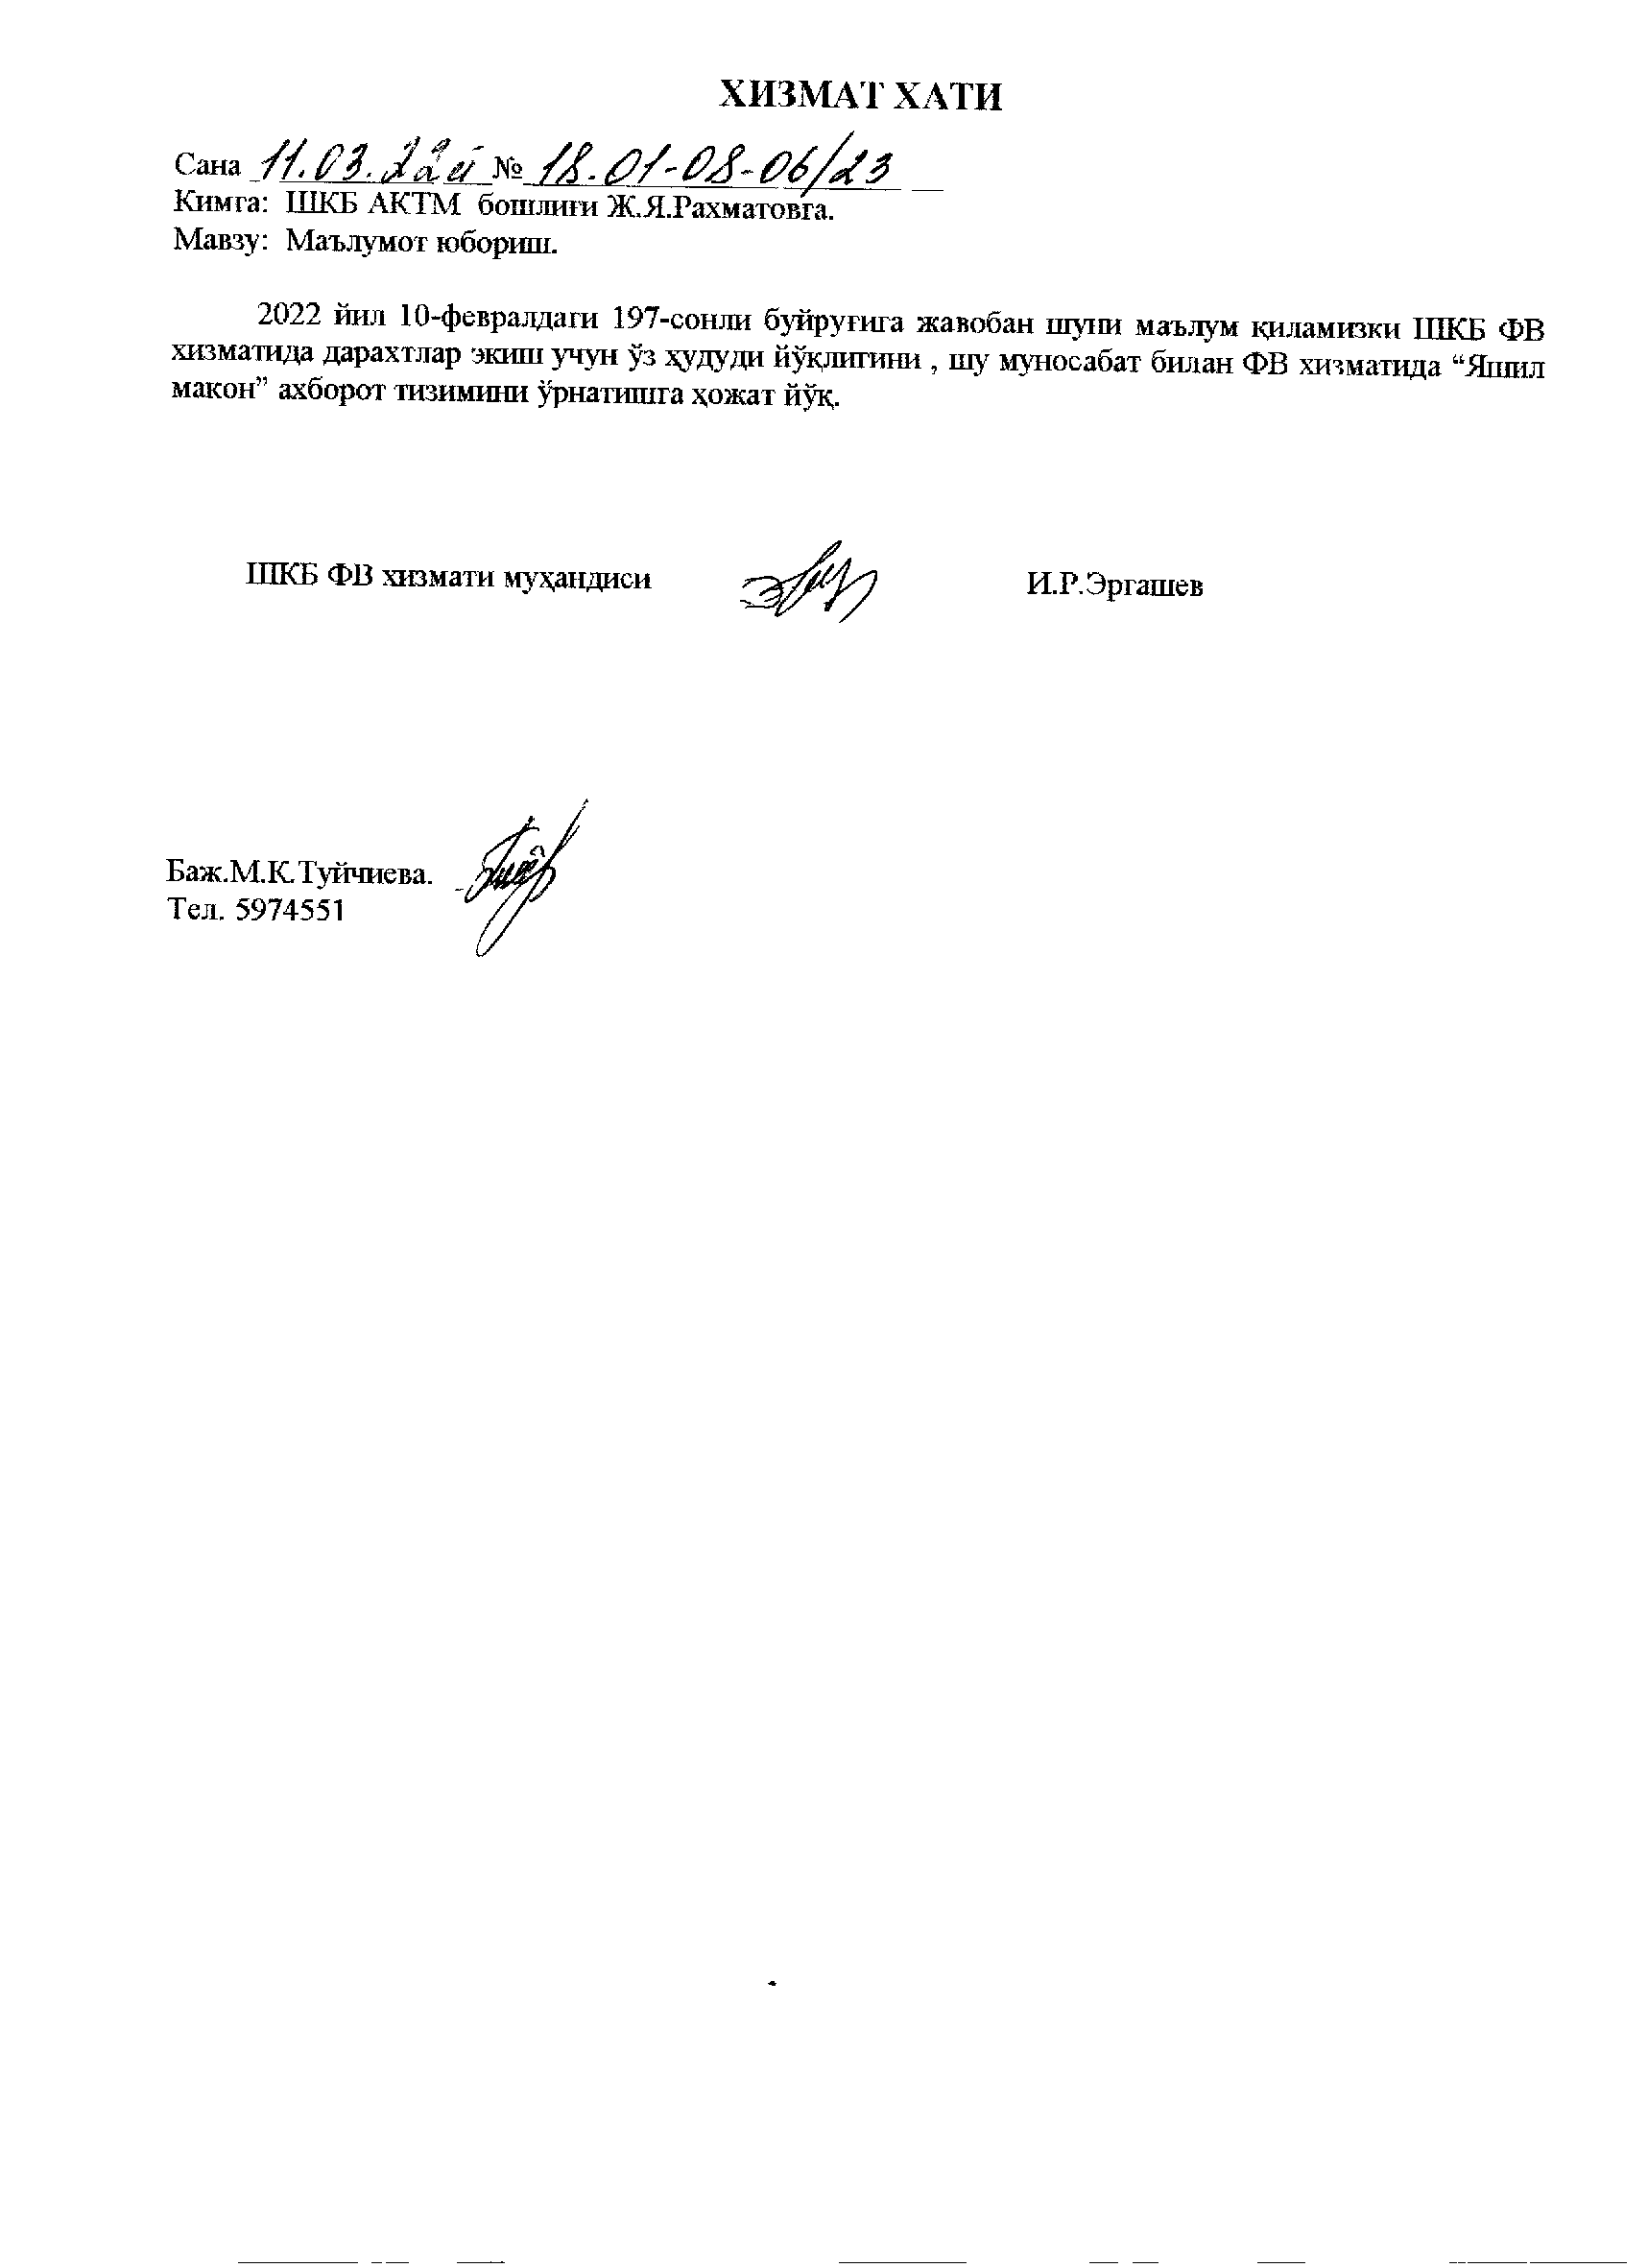 ХИЗМАТ ХАТИ
Сана 11.03.22й № 18.01-08-06/23
Кимга: ШКБ АКТМ бошлиғи Ж.Я.Рахматовга.
Мавзу: Маълумот юбориш.
2022 йил 10-февралдаги 197-сонли буйруғига жавобан шуни маълум қиламизки ШКБ ФВ
хизматида дарахтлар экиш учун ўз ҳудуди йўқлигини , шу муносабат билан ФВ хизматида “Яшил
макон” ахборот тизимини ўрнатишга ҳожат йўқ.
ШКБ ФВ хизмати муҳандиси И.Р.Эргашев
Баж.М.К.Туйчиева.
Тел. 5974551